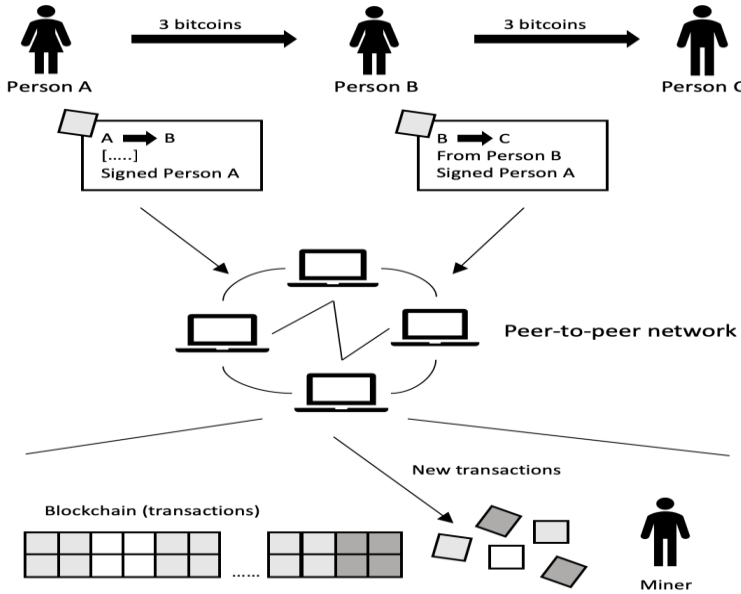 3 bitcoins
3 bitcoins
Person A
Person B
Person C
A B
[.....]
Signed Person A
B C
From Person B
Signed Person A
Peer-to-peer network
New transactions
Blockchain (transactions)
......
Miner